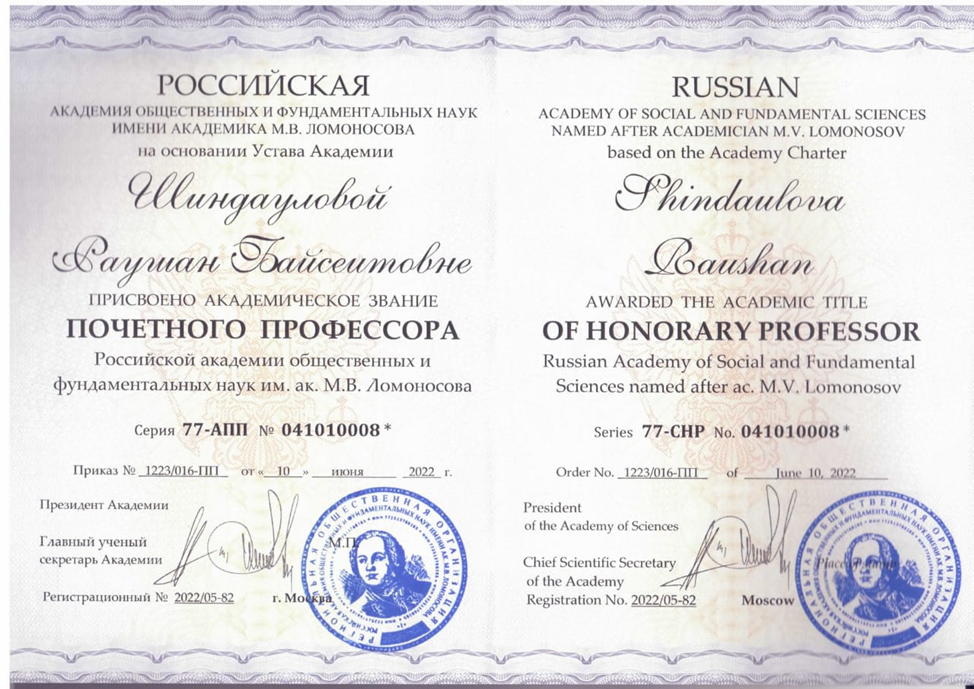 РОССИЙСКАЯ
АКАДЕМИЯ ОБЩЕСТВЕННЫХ И ФУНДАМЕНТАЛЬНЫХ НАУК
ИМЕНИ АКАДЕМИКА М.В. ЛОМОНОСОВА
на основании Устава Академии
Шиндауловой
Раушан Байсеитовне
ПРИСВОЕНО АКАДЕМИЧЕСКОЕ ЗВАНИЕ
ПОЧЕТНОГО ПРОФЕССОРА
Российской академии общественных и
фундаментальных наук им. ак. М.В. Ломоносова
Серия 77-АПП № 041010008*
Приказ № 1223/016-ПП от « 10 » июня 2022 г.
Президент Академии
Главный ученый
секретарь Академии
М.П.
Регистрационный № 2022/05-82 г. Москва
RUSSIAN
ACADEMY OF SOCIAL AND FUNDAMENTAL SCIENCES
NAMED AFTER ACADEMICIAN M.V. LOMONOSOV
based on the Academy Charter
Shindaulova
Raushan
AWARDED THE ACADEMIC TITLE
OF HONORARY PROFESSOR
Russian Academy of Social and Fundamental
Sciences named after ac. M.V. Lomonosov
Series 77-CHP No. 041010008*
Order No. 1223/016-ПП of June 10, 2022
President
of the Academy of Sciences
Chief Scientific Secretary
of the Academy
Registration No. 2022/05-82 Moscow